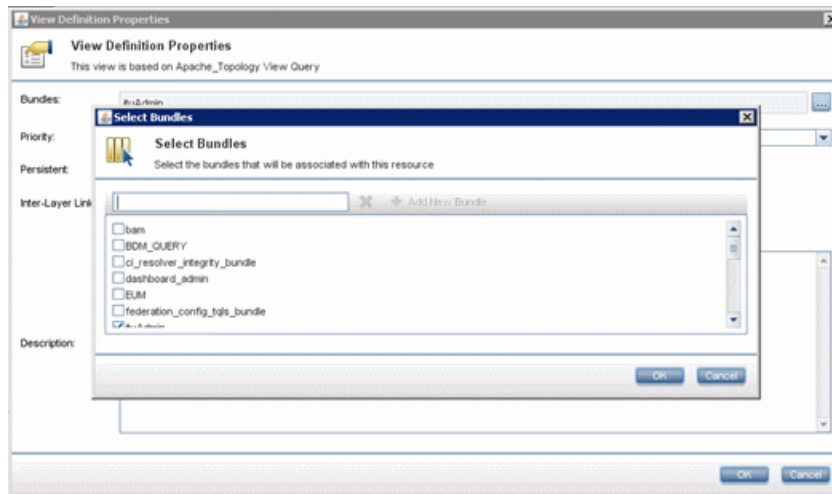 View Definition Properties
View Definition Properties
This view is based on Apache_Topology View Query
Bundles:
ituAdmin
...
Select Bundles
Priority:
Select Bundles
Select the bundles that will be associated with this resource
Persistent:
Inter-Layer Link
Add New Bundle
bam
BDM_QUERY
ci_resolver_integrity_bundle
dashboard_admin
EUM
federation_config_tqls_bundle
ituAdmin
Description:
OK
Cancel
OK
Cancel